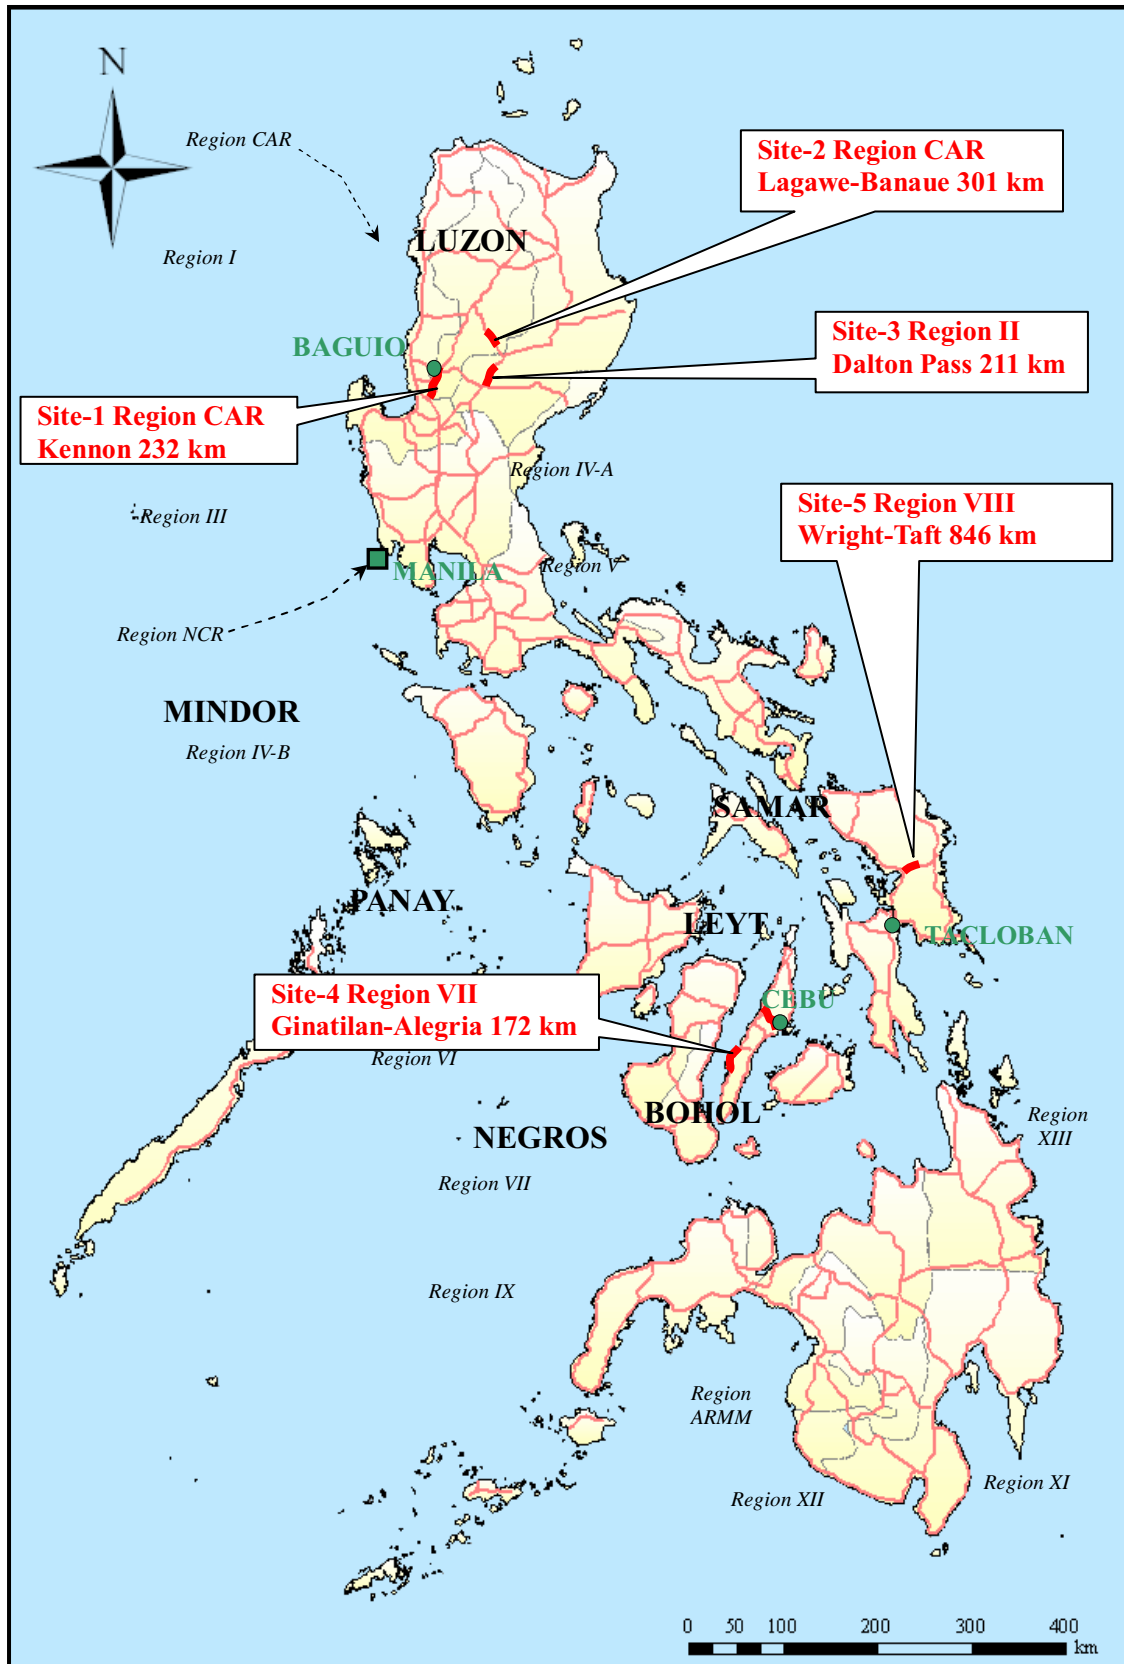 N
Region CAR
Site-2 Region CAR
Lagawe-Banaue 301 km
LUZON
Region I
Site-3 Region II
Dalton Pass 211 km
BAGUIO
Site-1 Region CAR
Kennon 232 km
Region IV-A
Site-5 Region VIII
Wright-Taft 846 km
Region III
MANILA
Region V
Region NCR
MINDOR
Region IV-B
SAMAR
PANAY
LEYT
TACLOBAN
Site-4 Region VII
Ginatilan-Alegria 172 km
CEBU
Region VI
BOHOL
Region
XIII
NEGROS
Region VII
Region IX
Region
ARMM
Region XI
Region XII
0 50 100 200 300 400
km